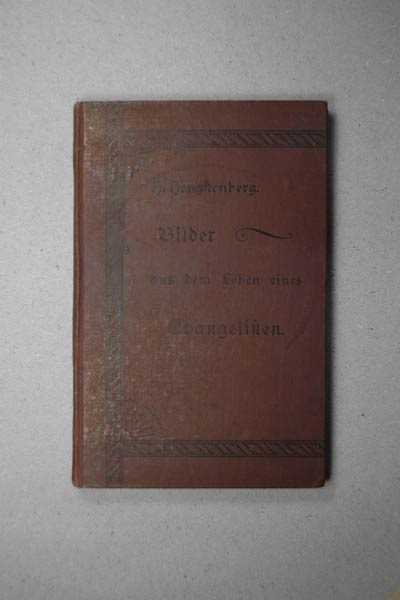 H. Hengstenberg.
Bilder
aus dem Leben eines
Evangelisten.